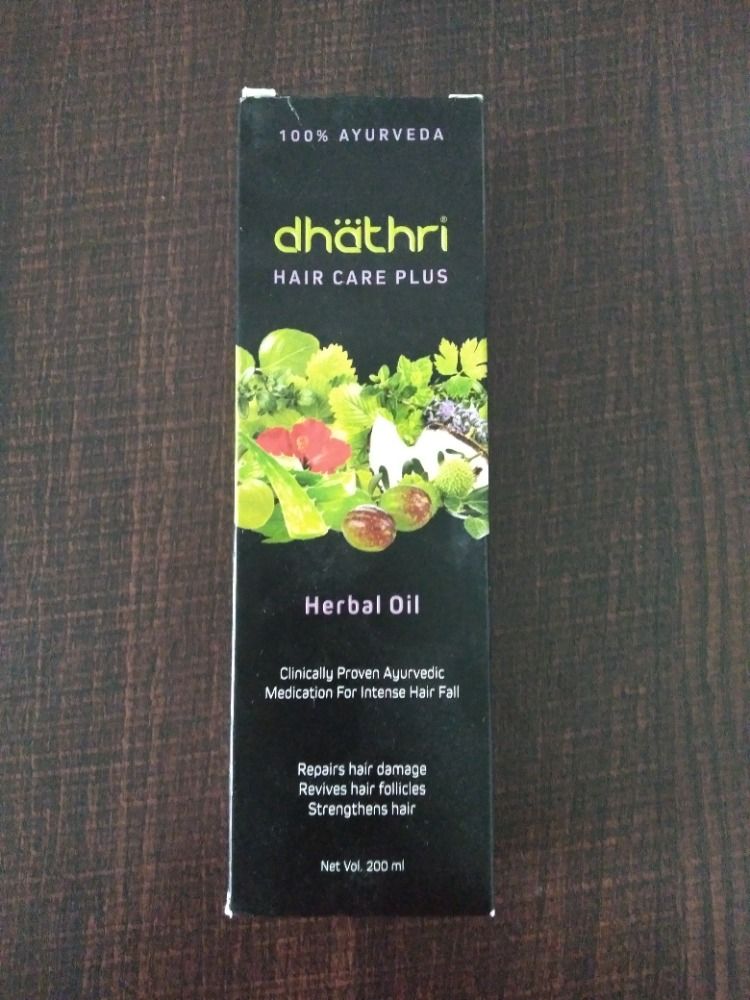 100% AYURVEDA
dhäthri®
HAIR CARE PLUS
Herbal Oil
Clinically Proven Ayurvedic
Medication For Intense Hair Fall
Repairs hair damage
Revives hair follicles
Strengthens hair
Net Vol. 200 ml